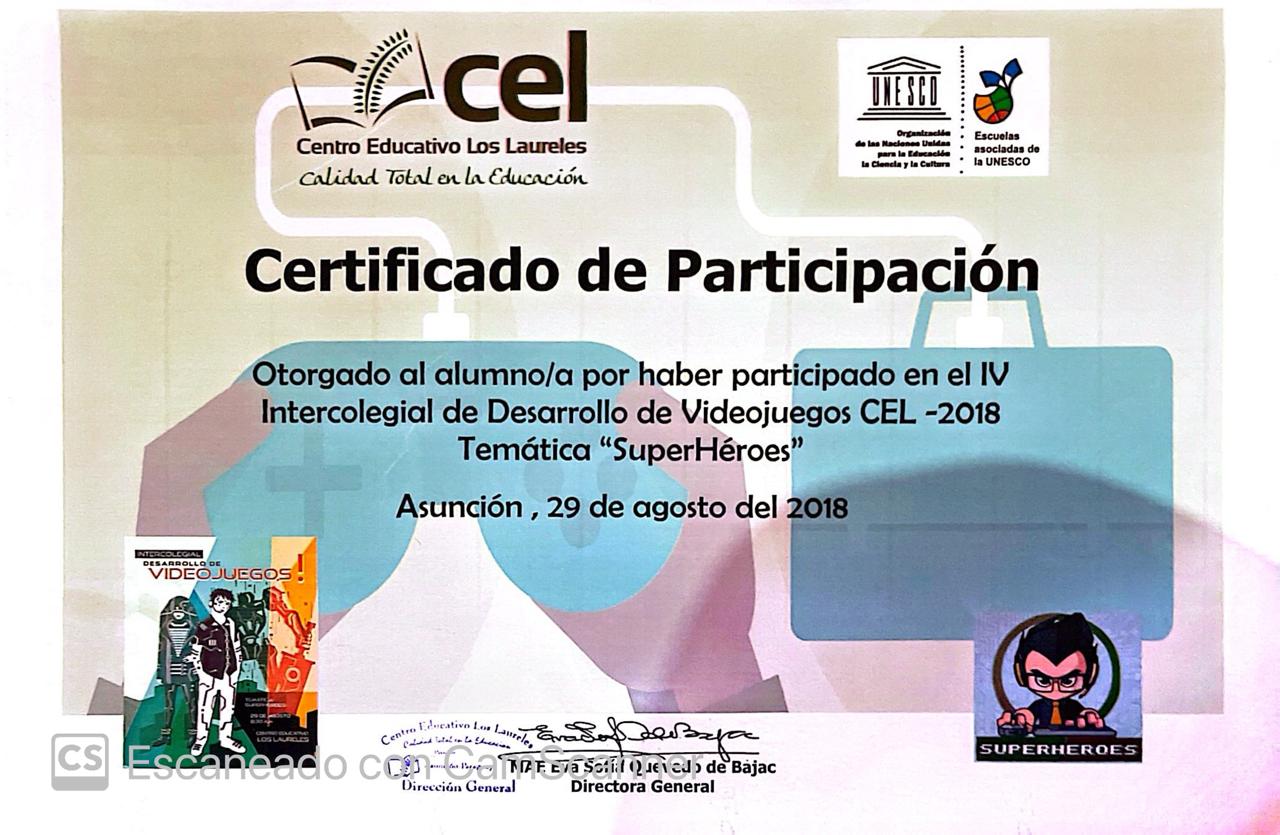 cel
Centro Educativo Los Laureles
Calidad Total en la Educación
UNESCO
Organización
de las Naciones Unidas
para la Educación
la Ciencia y la Cultura
Escuelas
asociadas de
la UNESCO
Certificado de Participación
Otorgado al alumno/a por haber participado en el IV
Intercolegial de Desarrollo de Videojuegos CEL -2018
Temática “SuperHéroes”
Asunción , 29 de agosto del 2018
INTERCOLEGIAL
DESARROLLO DE
VIDEOJUEGOS!
SUPERHEROES
29 DE AGOSTO
CENTRO EDUCATIVO
LOS LAURELES
Centro Educativo Los Laureles
Calidad Total en la Educación
Dirección General
MAE. Eva Sofía Quevedo de Bajac
Directora General
SUPERHEROES
CS Escaneado con CamScanner